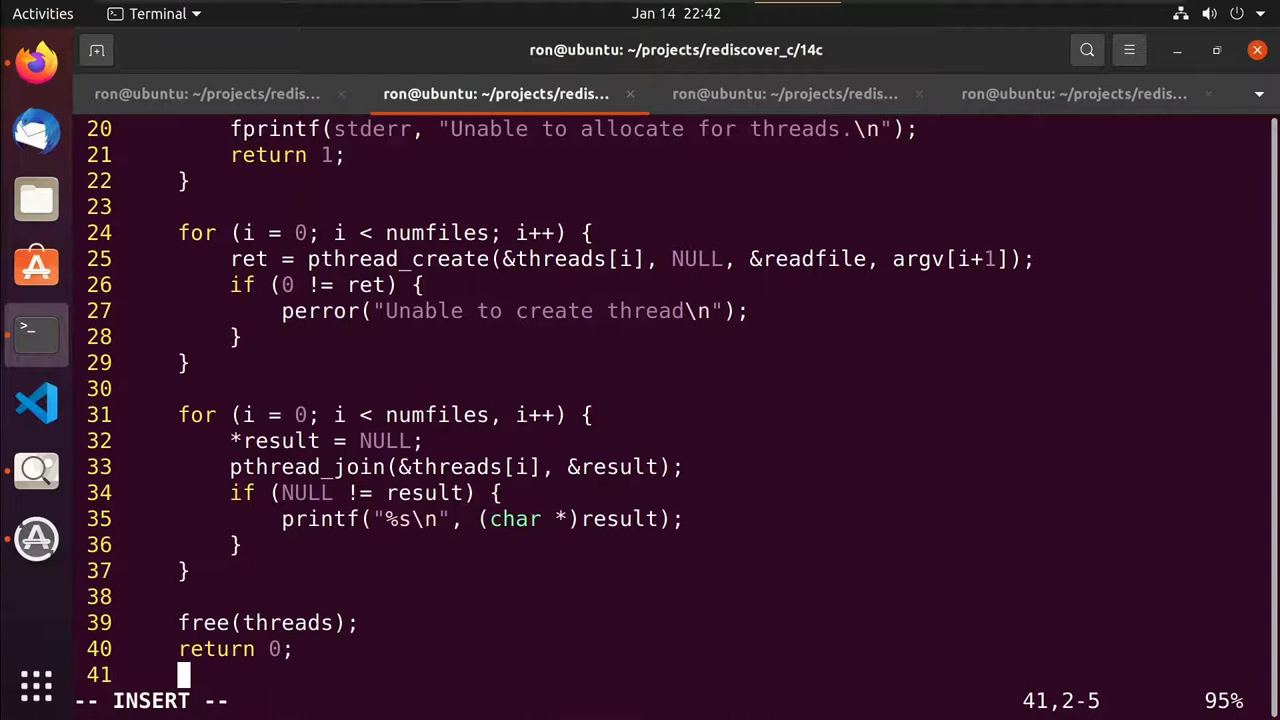 Activities Terminal Jan 14 22:42
ron@ubuntu: ~/projects/rediscover_c/14c
ron@ubuntu: ~/projects/redis... ron@ubuntu: ~/projects/redis... ron@ubuntu: ~/projects/redis... ron@ubuntu: ~/projects/redis...
20 fprintf(stderr, "Unable to allocate for threads.\n");
21 return 1;
22 }
23
24 for (i = 0; i < numfiles; i++) {
25 ret = pthread_create(&threads[i], NULL, &readfile, argv[i+1]);
26 if (0 != ret) {
27 perror("Unable to create thread\n");
28 }
29 }
30
31 for (i = 0; i < numfiles, i++) {
32 *result = NULL;
33 pthread_join(&threads[i], &result);
34 if (NULL != result) {
35 printf("%s\n", (char *)result);
36 }
37 }
38
39 free(threads);
40 return 0;
41
-- INSERT -- 41,2-5 95%